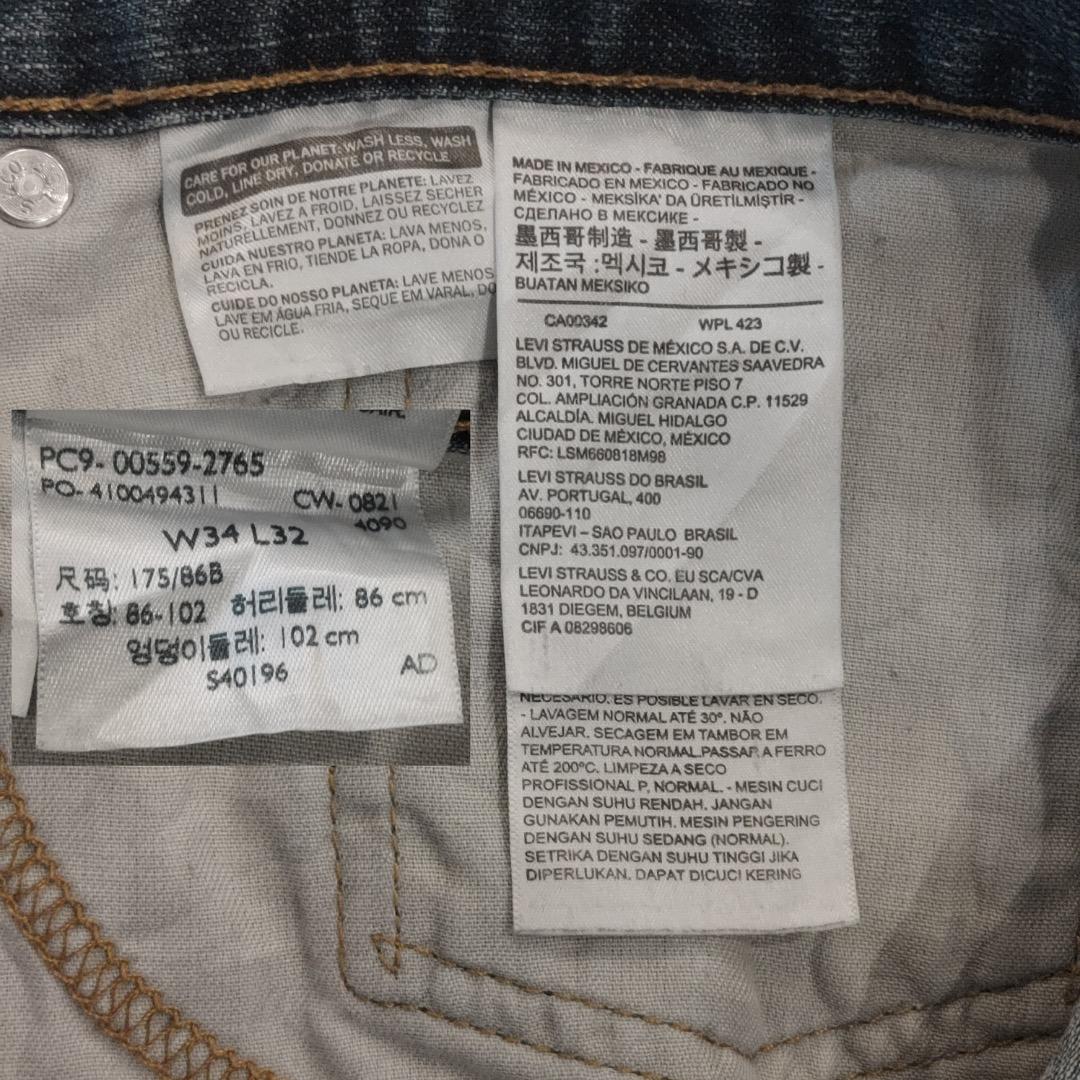 CARE FOR OUR PLANET: WASH LESS, WASH
COLD, LINE DRY, DONATE OR RECYCLE
PRENEZ SOIN DE NOTRE PLANETE: LAVEZ
MOINS, LAVEZ A FROID, LAISSEZ SECHER
NATURELLEMENT, DONNEZ OU RECYCLEZ
CUIDA NUESTRO PLANETA: LAVA MENOS,
LAVA EN FRIO, TIENDE LA ROPA, DONA O
RECICLA.
CUIDE DO NOSSO PLANETA: LAVE MENOS
LAVE EM ÁGUA FRIA, SEQUE EM VARAL, DO
OU RECICLE.
MADE IN MEXICO - FABRIQUE AU MEXIQUE -
FABRICADO EN MEXICO - FABRICADO NO
MÉXICO - MEKSİKA' DA ÜRETİLMİŞTİR -
СДЕЛАНО В МЕКСИКЕ -
墨西哥制造 - 墨西哥製 -
제조국 :멕시코 - メキシコ製 -
BUATAN MEKSIKO
CA00342 WPL 423
LEVI STRAUSS DE MÉXICO S.A. DE C.V.
BLVD. MIGUEL DE CERVANTES SAAVEDRA
NO. 301, TORRE NORTE PISO 7
COL. AMPLIACIÓN GRANADA C.P. 11529
ALCALDÍA. MIGUEL HIDALGO
CIUDAD DE MÉXICO, MÉXICO
RFC: LSM660818M98
LEVI STRAUSS DO BRASIL
AV. PORTUGAL, 400
06690-110
ITAPEVI – SAO PAULO BRASIL
CNPJ: 43.351.097/0001-90
LEVI STRAUSS & CO. EU SCA/CVA
LEONARDO DA VINCILAAN, 19 - D
1831 DIEGEM, BELGIUM
CIF A 08298606
NECESARIO. ES POSIBLE LAVAR EN SECO.
- LAVAGEM NORMAL ATÉ 30º. NÃO
ALVEJAR. SECAGEM EM TAMBOR EM
TEMPERATURA NORMAL.PASSAR A FERRO
ATÉ 200ºC. LIMPEZA A SECO
PROFISSIONAL P, NORMAL. - MESIN CUCI
DENGAN SUHU RENDAH. JANGAN
GUNAKAN PEMUTIH. MESIN PENGERING
DENGAN SUHU SEDANG (NORMAL).
SETRIKA DENGAN SUHU TINGGI JIKA
DIPERLUKAN. DAPAT DICUCI KERING
PC9- 00559-2765
PO- 4100494311 CW- 0821
4090
W34 L32
尺码: 175/86B
호칭: 86-102 허리둘레: 86 cm
엉덩이둘레: 102 cm
S40196 AD